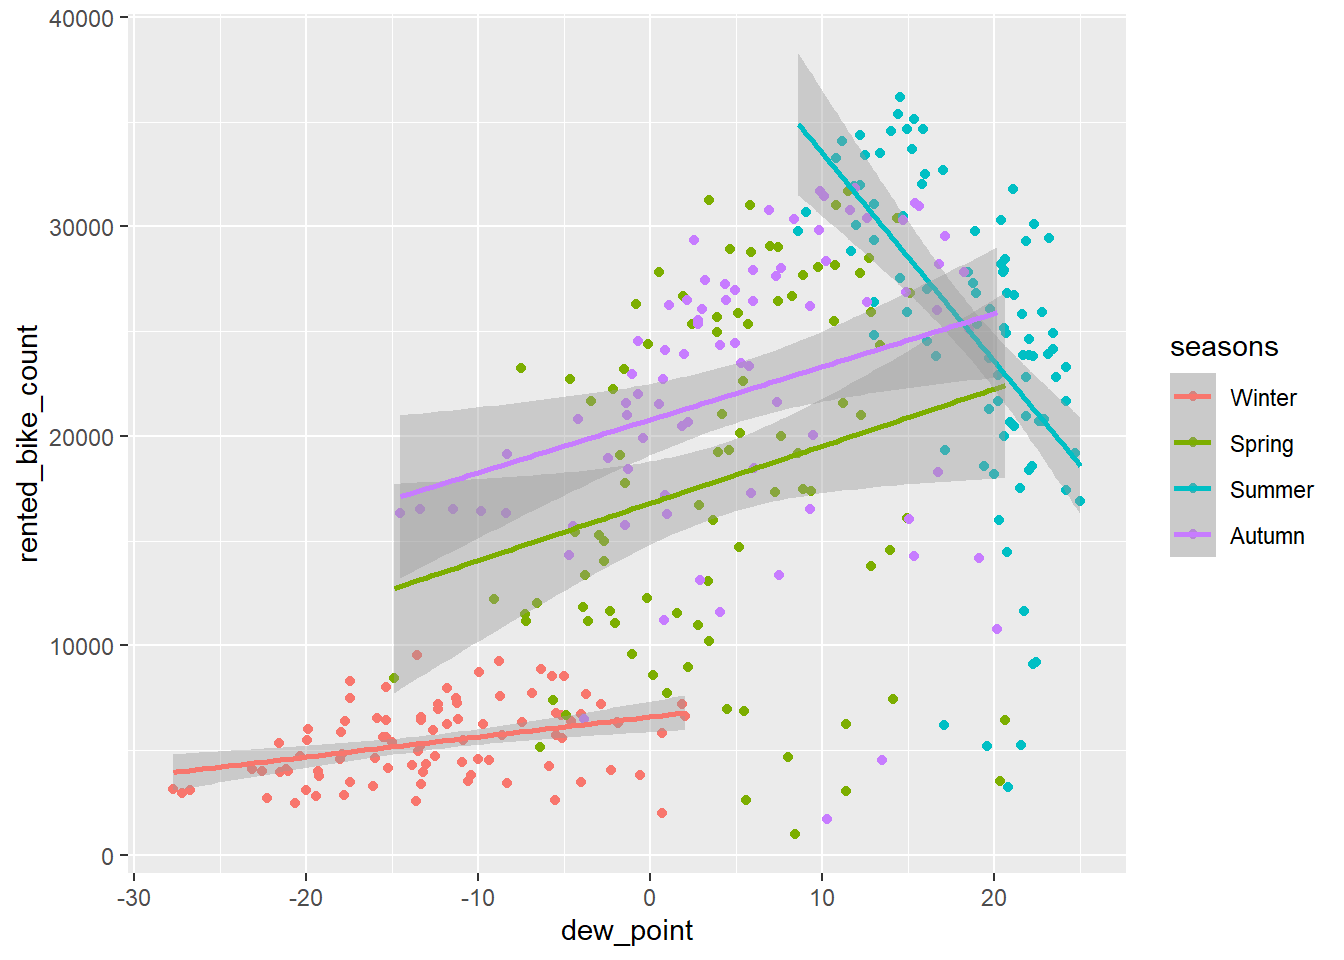 40000
30000
20000
10000
0
rented_bike_count
-30 -20 -10 0 10 20
dew_point
seasons
Winter
Spring
Summer
Autumn